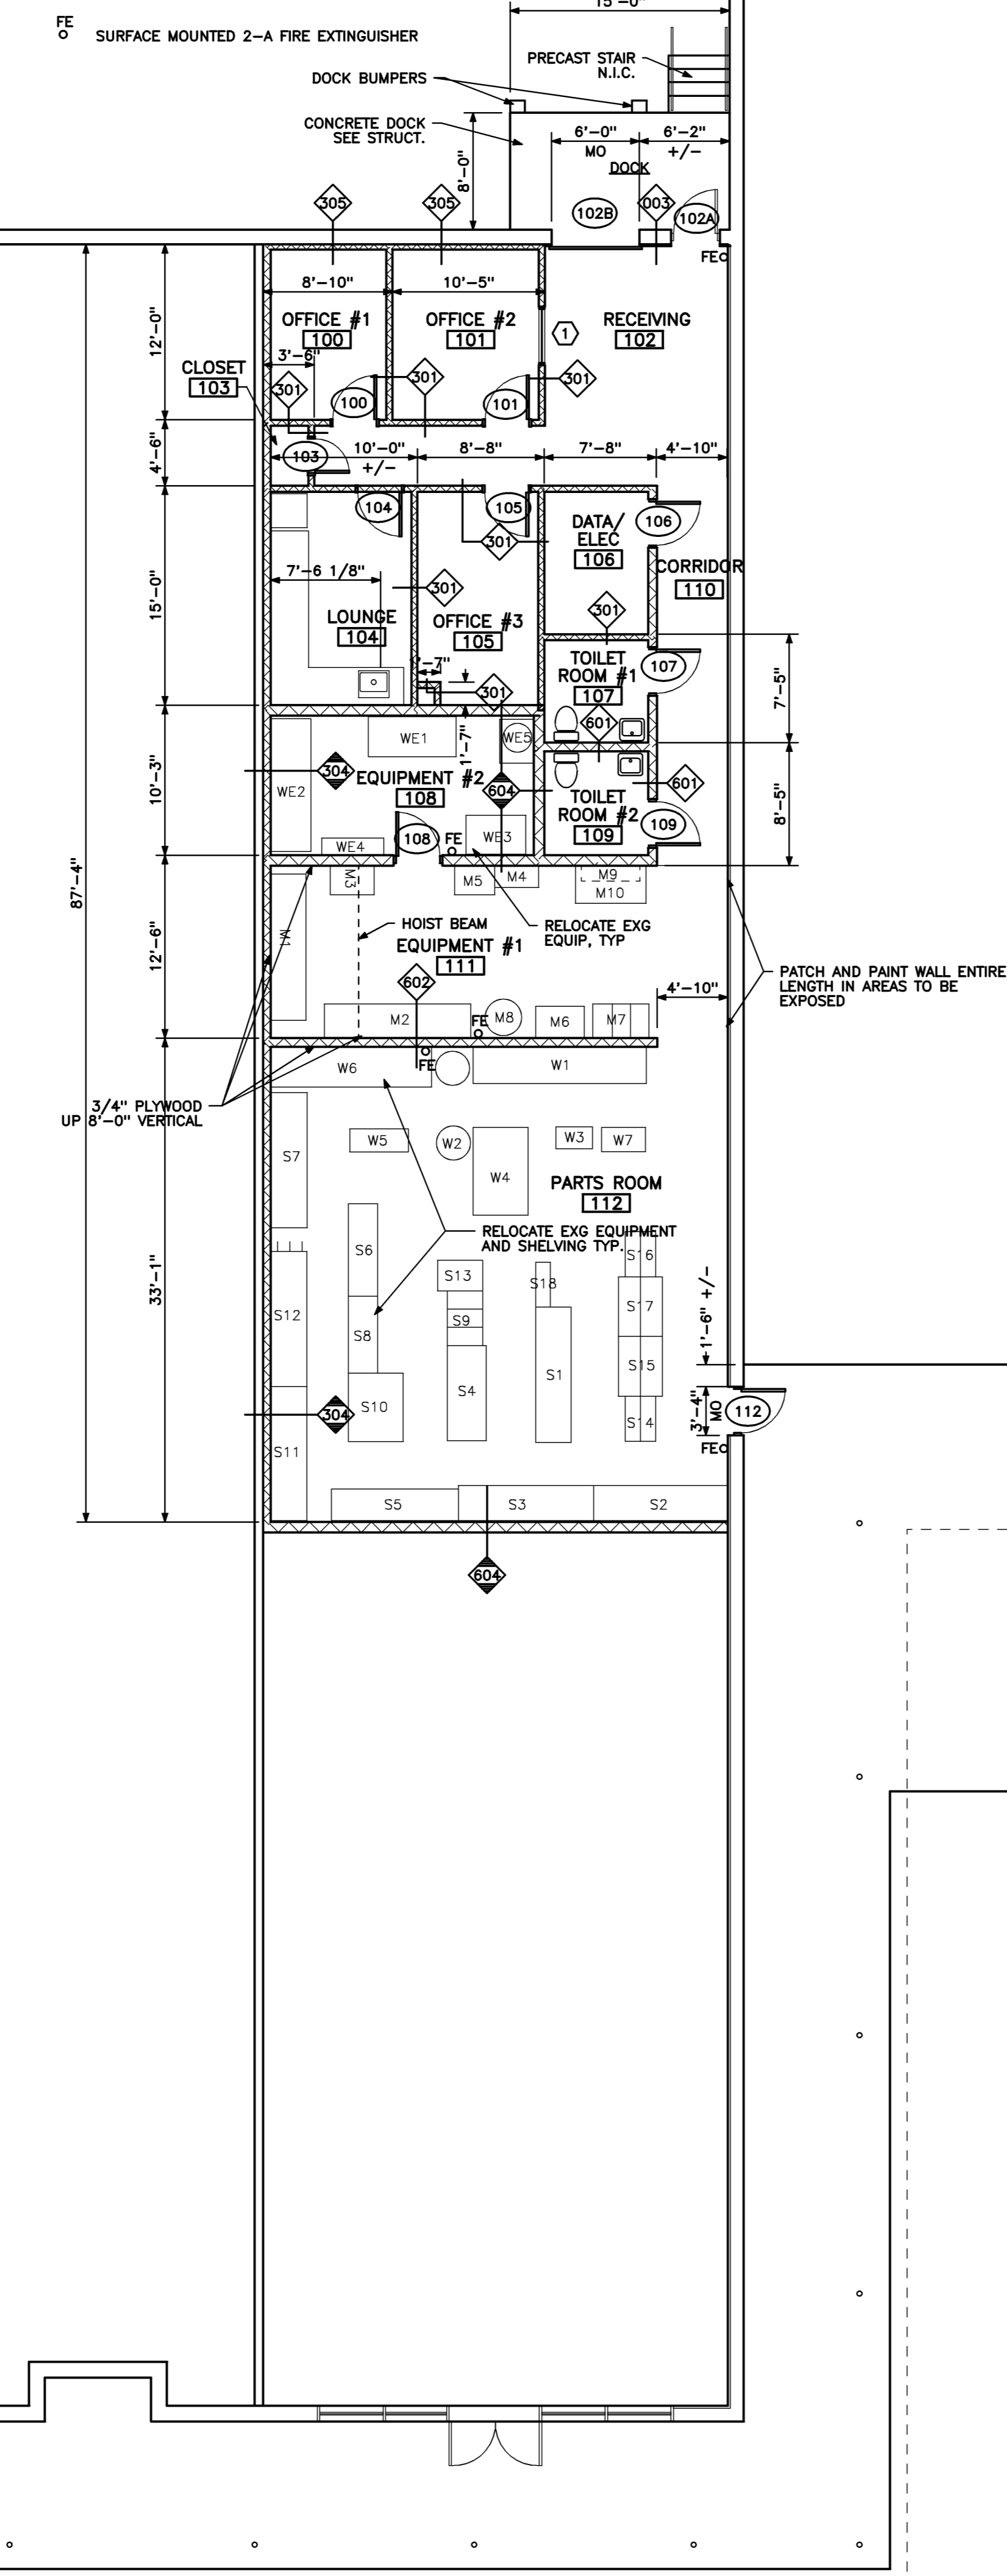 15'-0"
FE
SURFACE MOUNTED 2-A FIRE EXTINGUISHER
PRECAST STAIR
N.I.C.
DOCK BUMPERS
CONCRETE DOCK
SEE STRUCT.
6'-0"
MO
6'-2"
+/-
DOCK
8'-0"
305
305
102B
003
102A
FE
8'-10"
10'-5"
OFFICE #1
100
OFFICE #2
101
1
RECEIVING
102
12'-0"
3'-6"
CLOSET
103
301
301
301
100
101
4'-6"
103
10'-0"
+/-
8'-8"
7'-8"
4'-10"
104
105
106
DATA/
ELEC
106
301
CORRIDOR
110
7'-6 1/8"
301
15'-0"
LOUNGE
104
OFFICE #3
105
301
TOILET
ROOM #1
107
107
7'-5"
301
601
WE1
WE5
1'-7"
WE2
304
EQUIPMENT #2
108
604
TOILET
ROOM #2
109
601
109
8'-5"
10'-3"
108
FE
WE3
WE4
87'-4"
M3
M5
M4
M9
M10
M1
HOIST BEAM
RELOCATE EXG
EQUIP, TYP
EQUIPMENT #1
111
12'-6"
602
PATCH AND PAINT WALL ENTIRE
LENGTH IN AREAS TO BE
EXPOSED
4'-10"
M2
M8
FE
M6
M7
FE
W6
W1
3/4" PLYWOOD
UP 8'-0" VERTICAL
W5
W2
W3
W7
S7
W4
PARTS ROOM
112
RELOCATE EXG EQUIPMENT
AND SHELVING TYP.
S6
S16
S13
S18
33'-1"
S12
S9
S17
1'-6" +/-
S8
S15
S1
S4
S10
304
S14
3'-4"
MO
112
FE
S11
S5
S3
S2
604